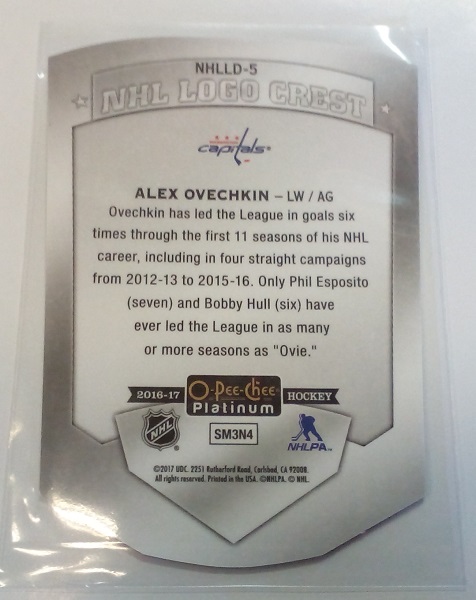 NHLLD-5
NHL LOGO CREST
capitals
ALEX OVECHKIN – LW / AG
Ovechkin has led the League in goals six
times through the first 11 seasons of his NHL
career, including in four straight campaigns
from 2012-13 to 2015-16. Only Phil Esposito
(seven) and Bobby Hull (six) have
ever led the League in as many
or more seasons as "Ovie."
2016-17 O-Pee-Chee HOCKEY
Platinum
NHL SM3N4 NHLPA
©2017 UDC. 2251 Rutherford Road, Carlsbad, CA 92008.
All rights reserved. Printed in the USA. ©NHLPA. © NHL.